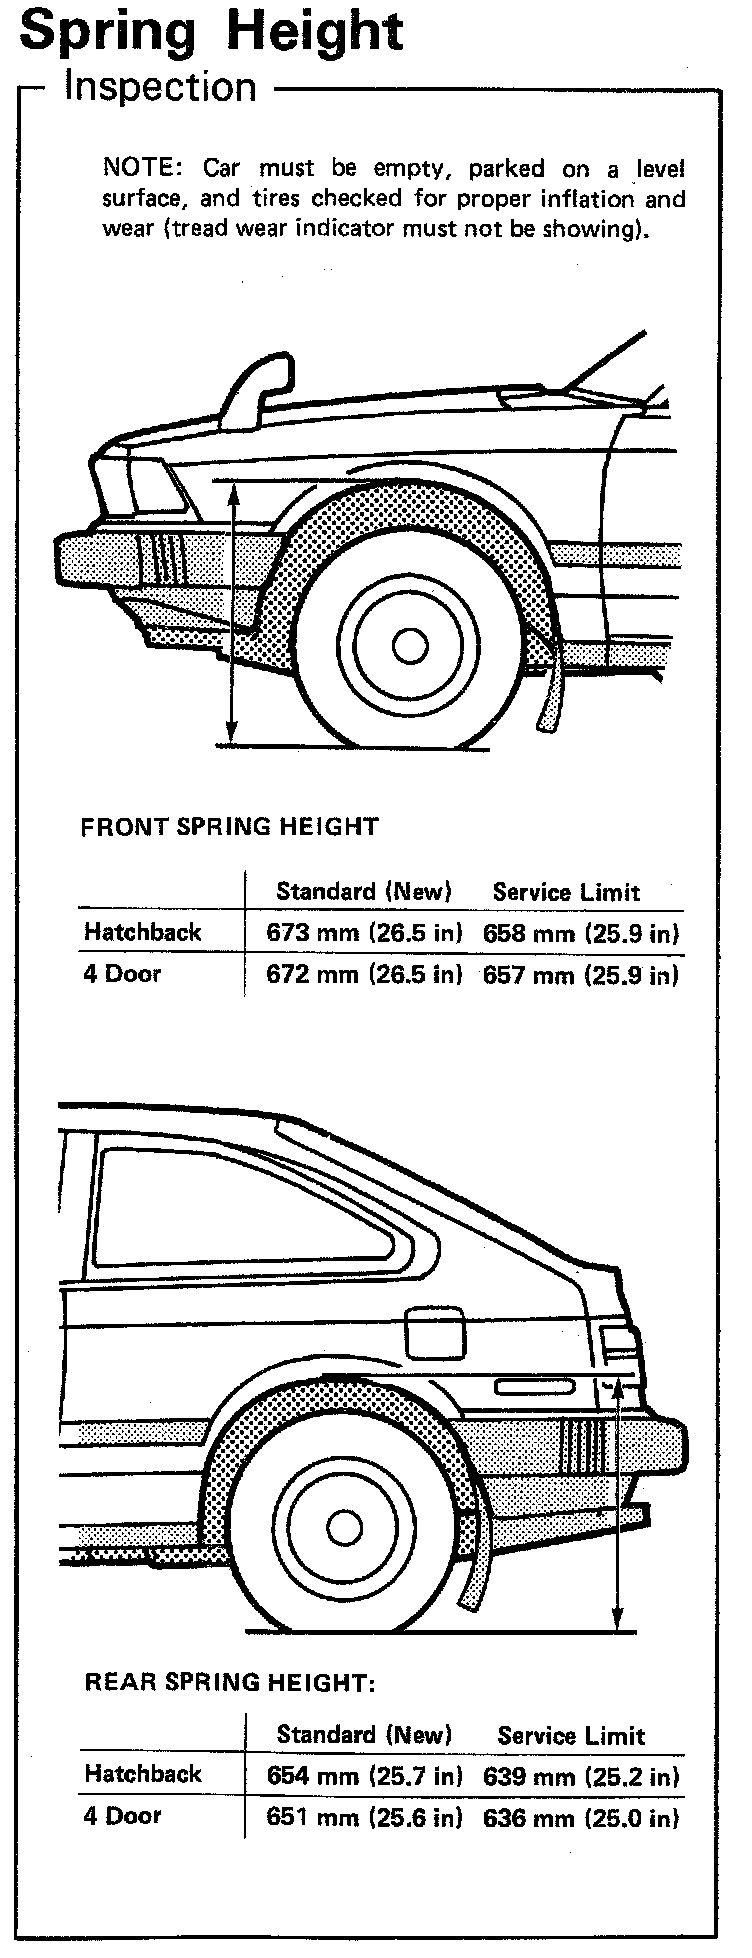 Spring Height
Inspection
NOTE: Car must be empty, parked on a level
surface, and tires checked for proper inflation and
wear (tread wear indicator must not be showing).
FRONT SPRING HEIGHT
Standard (New) Service Limit
Hatchback 673 mm (26.5 in) 658 mm (25.9 in)
4 Door 672 mm (26.5 in) 657 mm (25.9 in)
REAR SPRING HEIGHT:
Standard (New) Service Limit
Hatchback 654 mm (25.7 in) 639 mm (25.2 in)
4 Door 651 mm (25.6 in) 636 mm (25.0 in)